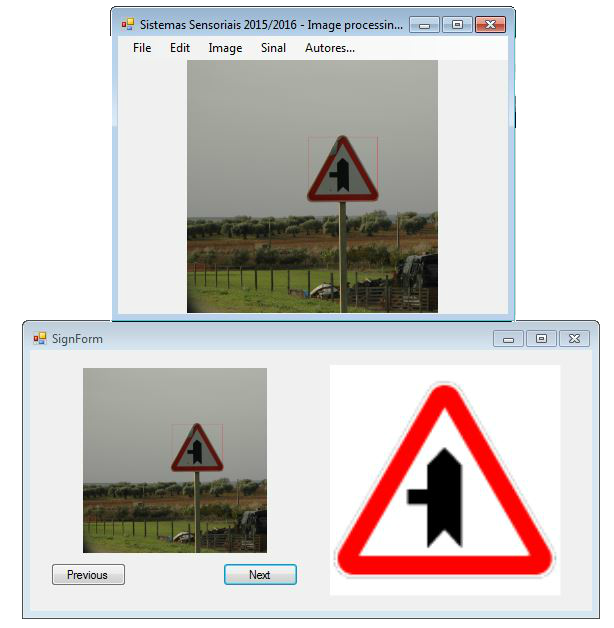 Sistemas Sensoriais 2015/2016 - Image processin...
File Edit Image Sinal Autores...
SignForm
Previous Next